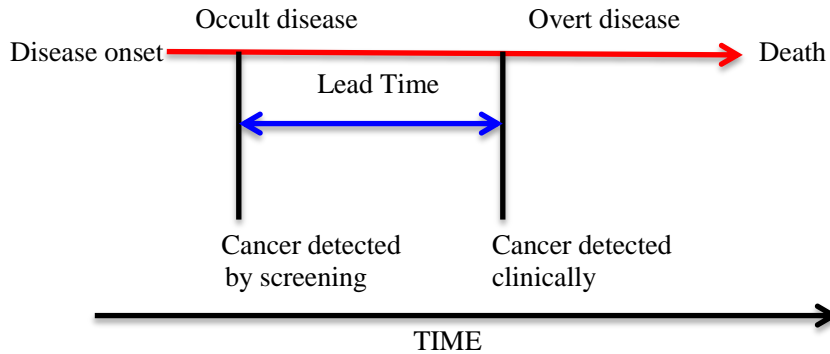 Occult disease
Overt disease
Disease onset
Death
Lead Time
Cancer detected
by screening
Cancer detected
clinically
TIME